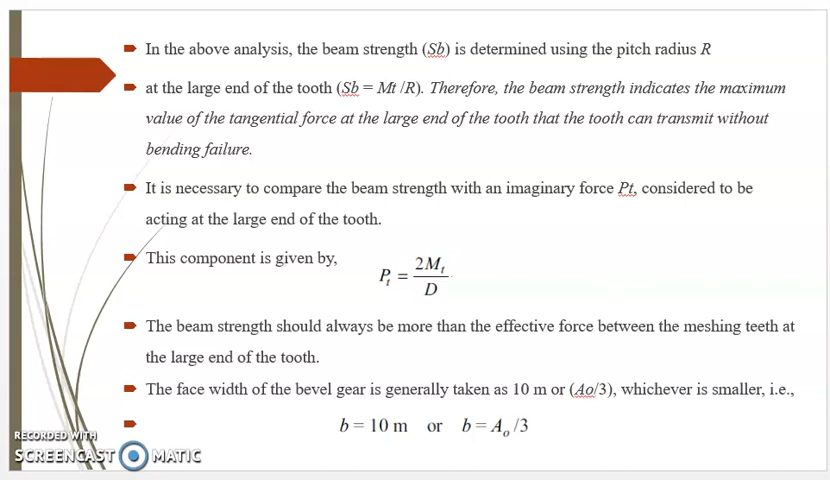 In the above analysis, the beam strength (Sb) is determined using the pitch radius R
at the large end of the tooth (Sb = Mt /R). Therefore, the beam strength indicates the maximum
value of the tangential force at the large end of the tooth that the tooth can transmit without
bending failure.
It is necessary to compare the beam strength with an imaginary force Pt, considered to be
acting at the large end of the tooth.
This component is given by,
P_t = 2M_t / D
The beam strength should always be more than the effective force between the meshing teeth at
the large end of the tooth.
The face width of the bevel gear is generally taken as 10 m or (Ao/3), whichever is smaller, i.e.,
b = 10 m or b = A_o /3
RECORDED WITH
SCREENCAST MATIC